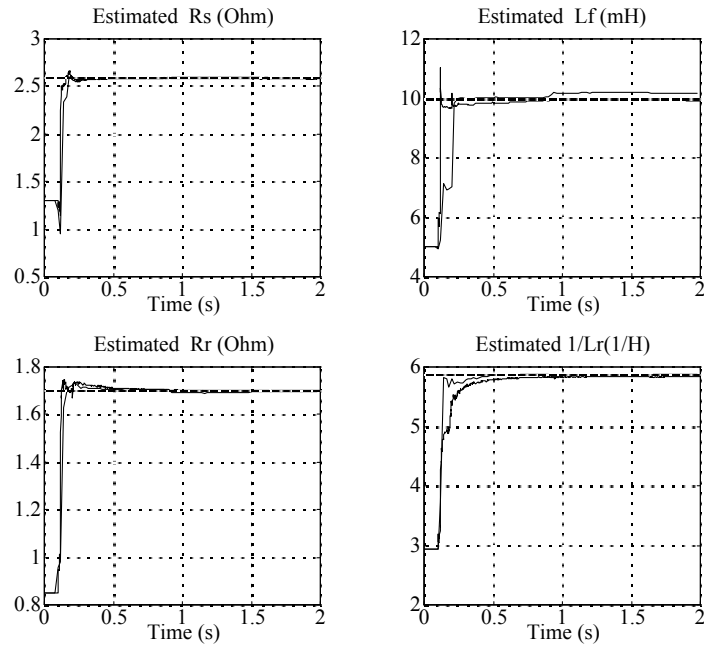 Estimated Rs (Ohm)
3
2.5
2
1.5
1
0.5
0 0.5 1 1.5 2
Time (s)
Estimated Lf (mH)
12
10
8
6
4
0 0.5 1 1.5 2
Time (s)
Estimated Rr (Ohm)
1.8
1.6
1.4
1.2
1
0.8
0 0.5 1 1.5 2
Time (s)
Estimated 1/Lr(1/H)
6
5
4
3
2
0 0.5 1 1.5 2
Time (s)